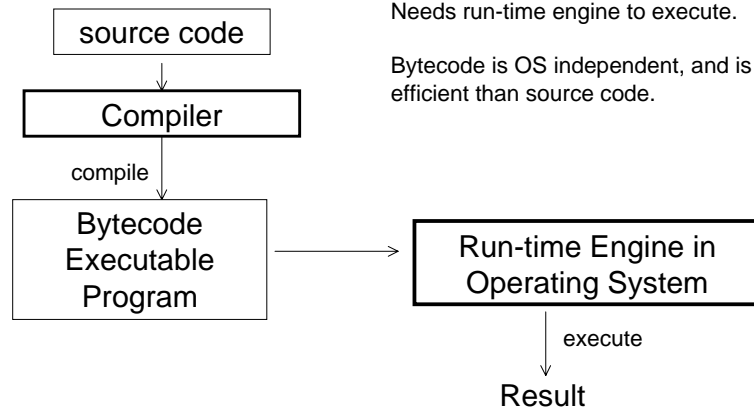 Needs run-time engine to execute.
source code
Bytecode is OS independent, and is
efficient than source code.
Compiler
compile
Bytecode
Executable
Program
Run-time Engine in
Operating System
execute
Result